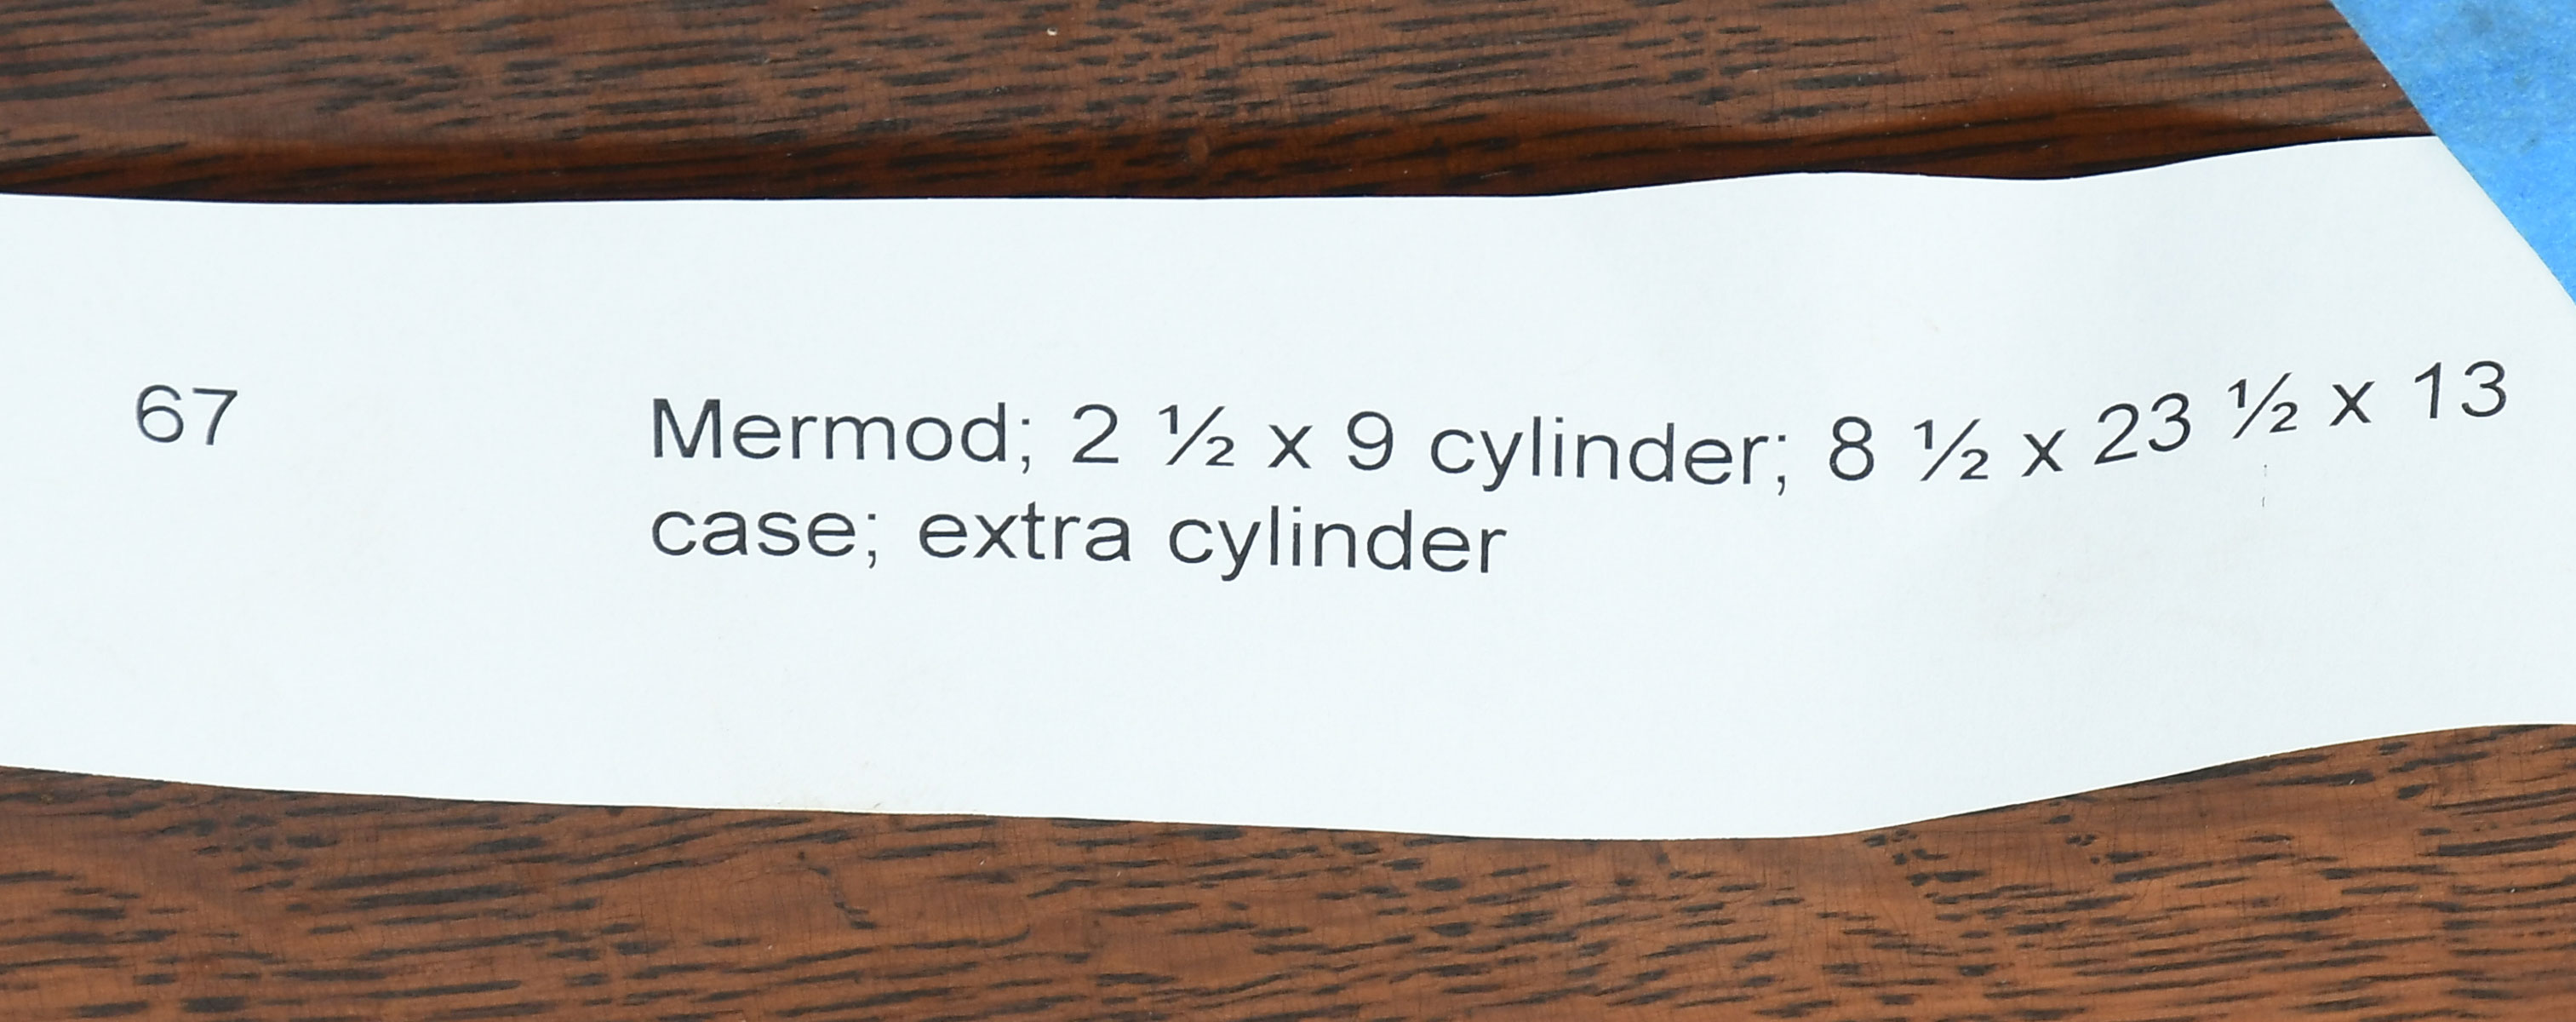 67 Mermod; 2 ½ x 9 cylinder; 8 ½ x 23 ½ x 13
case; extra cylinder